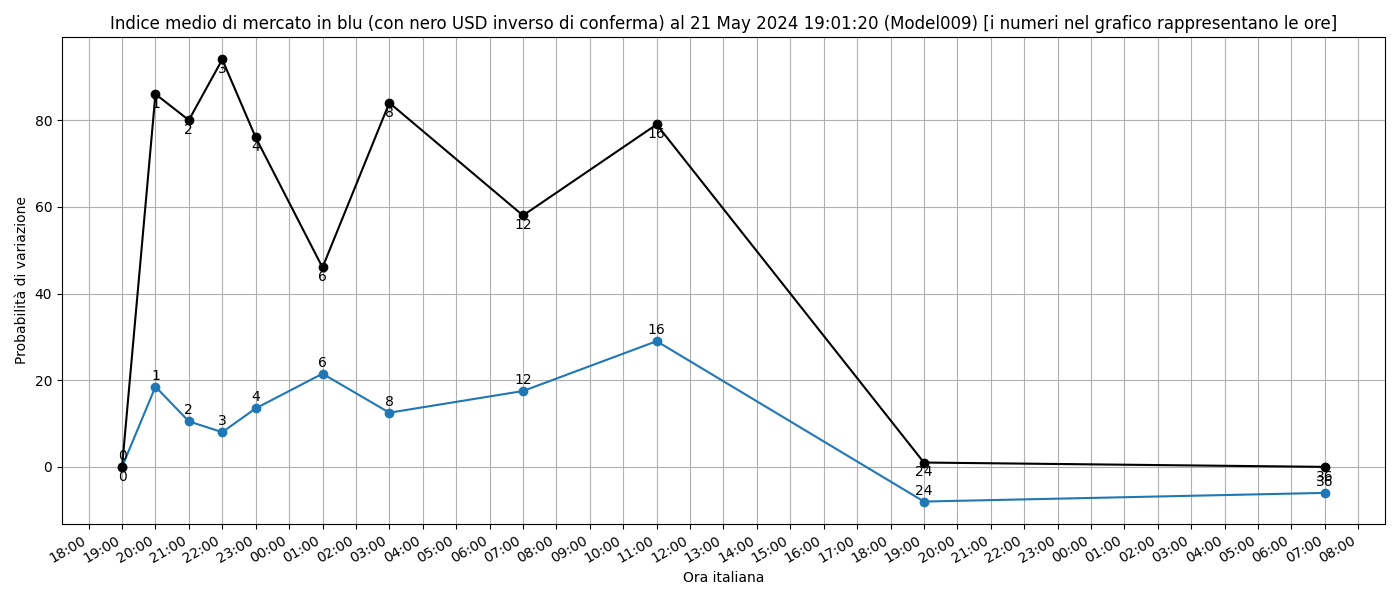 Indice medio di mercato in blu (con nero USD inverso di conferma) al 21 May 2024 19:01:20 (Model009) [i numeri nel grafico rappresentano le ore]
Probabilità di variazione
80
60
40
20
0
0 1 2 3 4 6 8 12 16 24 36
0 1 2 3 4 6 8 12 16 24 36
18:00 19:00 20:00 21:00 22:00 23:00 00:00 01:00 02:00 03:00 04:00 05:00 06:00 07:00 08:00 09:00 10:00 11:00 12:00 13:00 14:00 15:00 16:00 17:00 18:00 19:00 20:00 21:00 22:00 23:00 00:00 01:00 02:00 03:00 04:00 05:00 06:00 07:00 08:00
Ora italiana